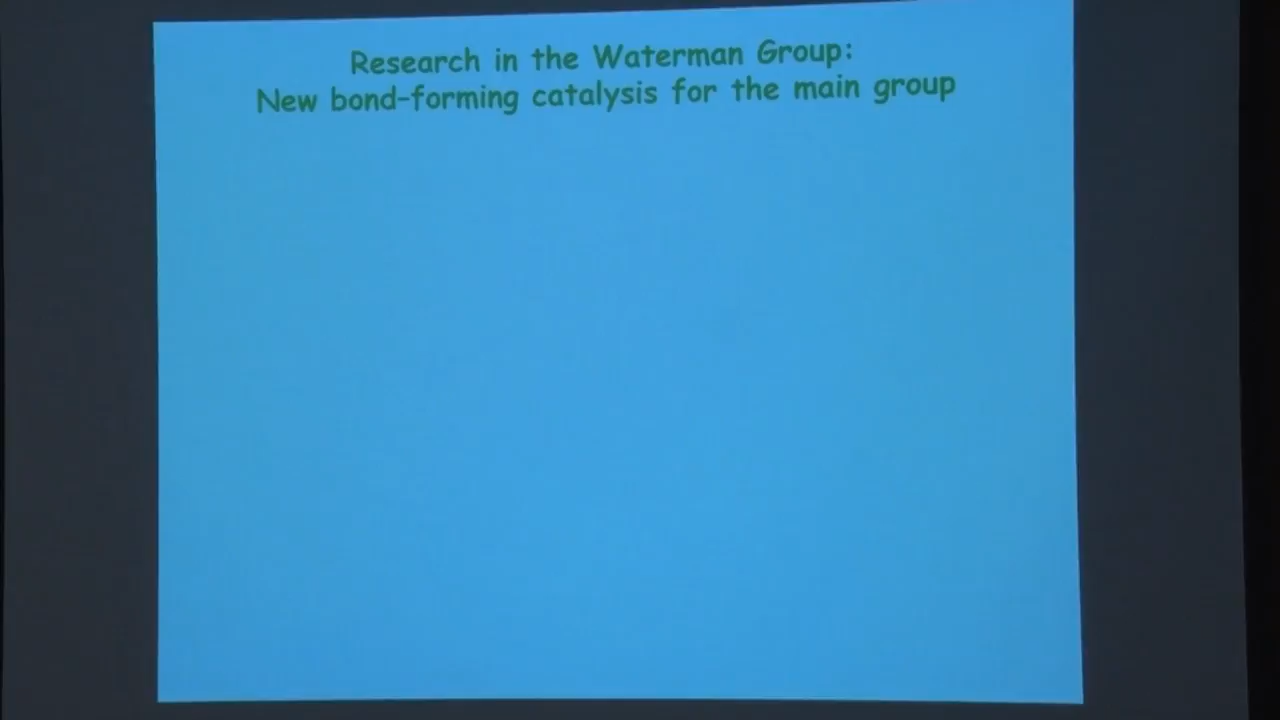 Research in the Waterman Group:
New bond-forming catalysis for the main group